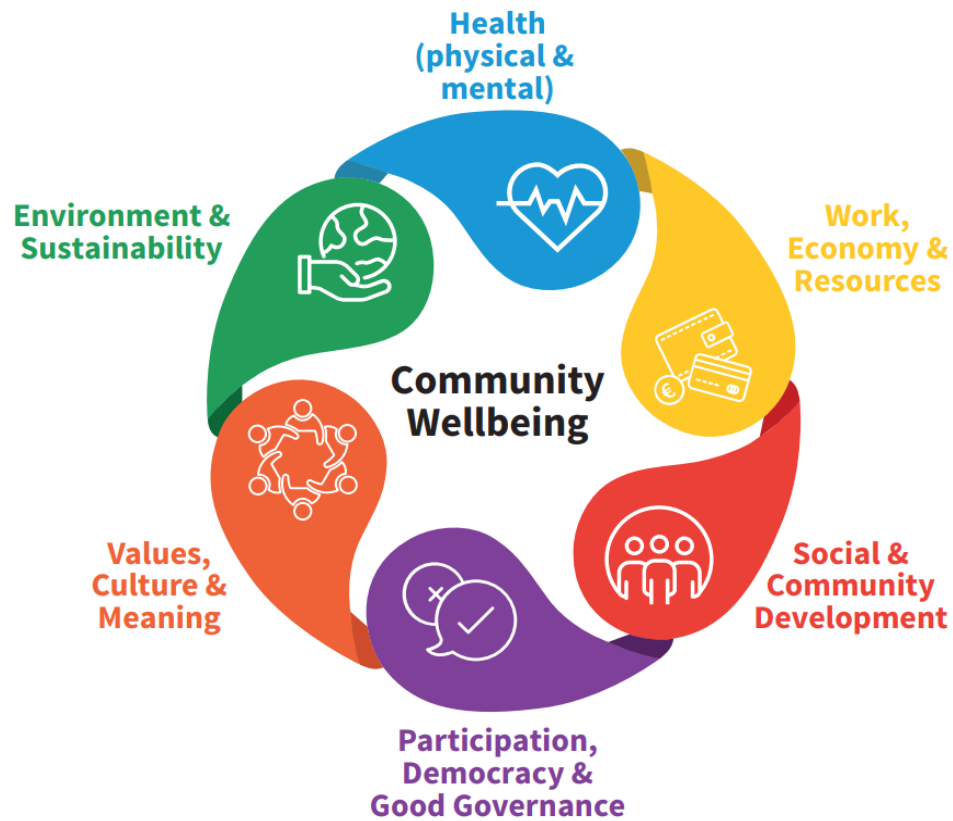 Health
(physical &
mental)
Environment &
Sustainability
Work,
Economy &
Resources
Community
Wellbeing
€
Values,
Culture &
Meaning
Social &
Community
Development
Participation,
Democracy &
Good Governance